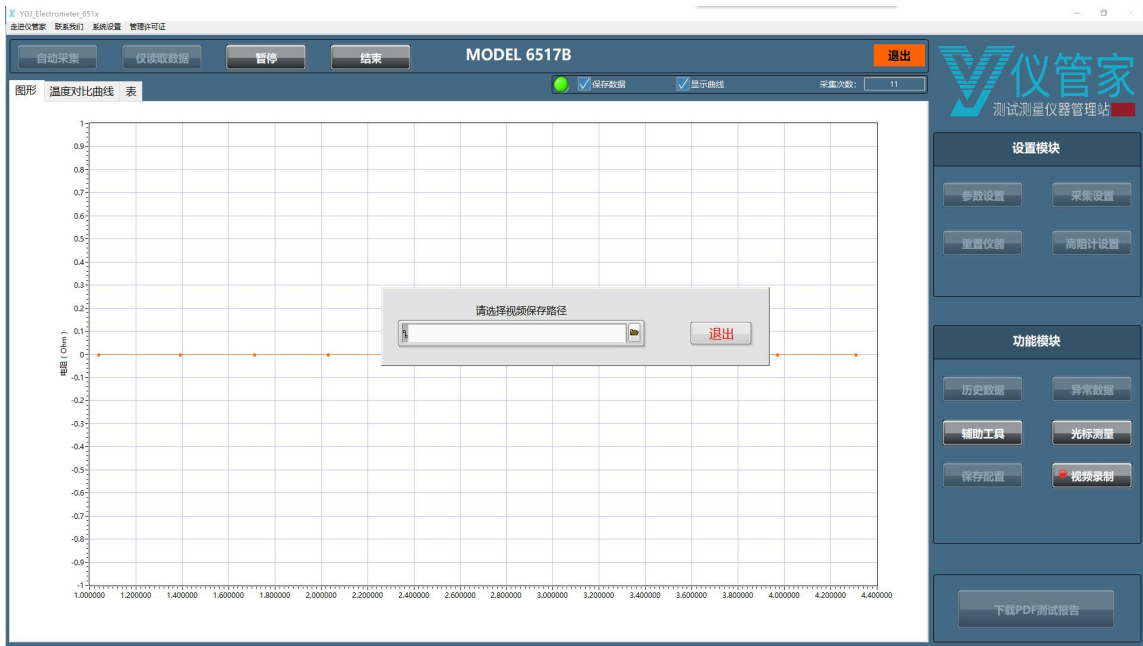 YGJ_Electrometer_651x
走进仪管家 联系我们 系统设置 管理许可证
自动采集 仅读取数据 暂停 结束 MODEL 6517B 退出
保存数据 显示曲线 采集次数: 11
图形 温度对比曲线 表
仪管家
测试测量仪器管理站
设置模块
参数设置 采集设置
重置仪器 高阻计设置
功能模块
历史数据 异常数据
辅助工具 光标测量
保存配置 视频录制
下载PDF测试报告
请选择视频保存路径
退出
电阻 ( Ohm )
1
0.9
0.8
0.7
0.6
0.5
0.4
0.3
0.2
0.1
0
-0.1
-0.2
-0.3
-0.4
-0.5
-0.6
-0.7
-0.8
-0.9
-1
1.000000 1.200000 1.400000 1.600000 1.800000 2.000000 2.200000 2.400000 2.600000 2.800000 3.000000 3.200000 3.400000 3.600000 3.800000 4.000000 4.200000 4.400000